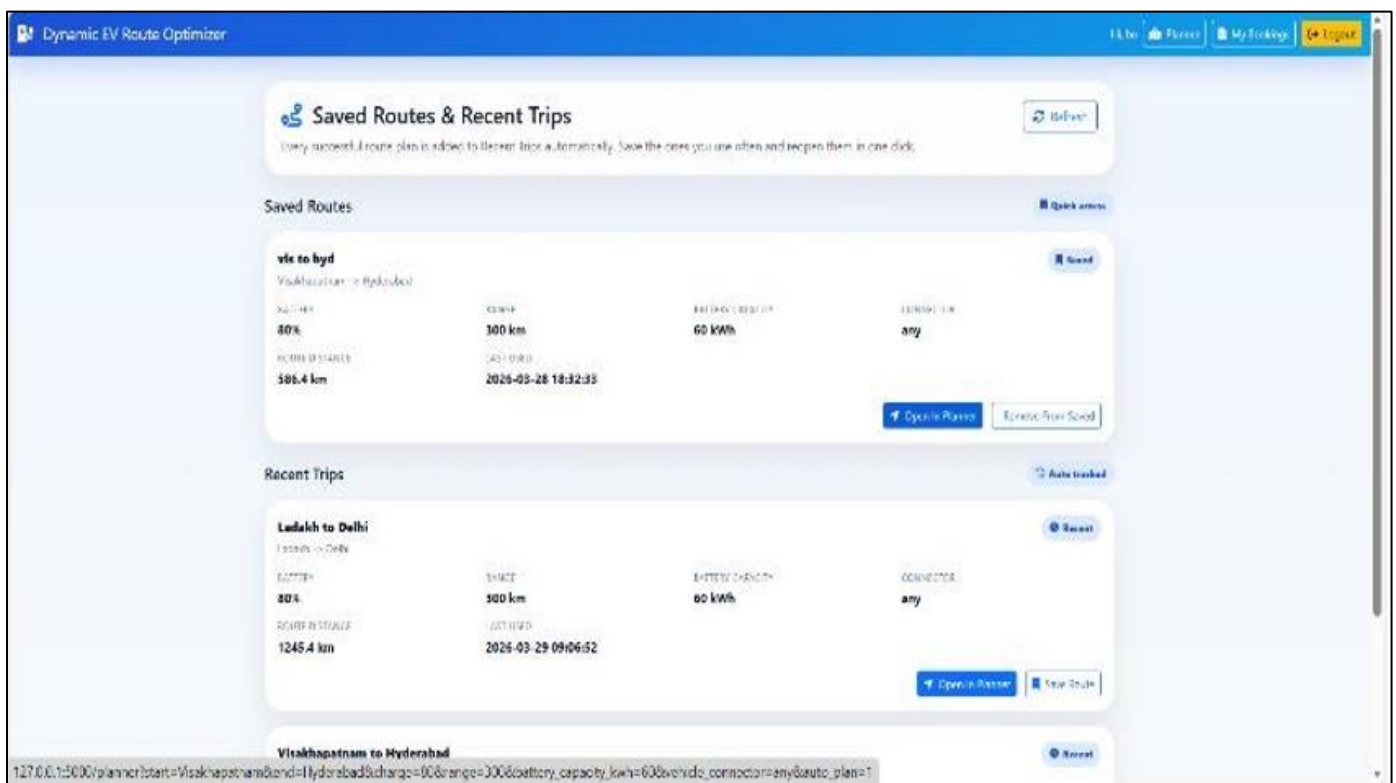 Dynamic EV Route Optimizer
Planner My Bookings Logout
Saved Routes & Recent Trips
Refresh
Every successful route plan is added to Recent Trips automatically. Save the ones you use often and reopen them in one click.
Saved Routes
Quick access
Saved
Visakhapatnam -> Hyderabad
BATTERY RANGE BATTERY CAPACITY CONNECTOR
80% 300 km 60 kWh any
ROUTE DISTANCE LAST USED
586.4 km 2026-03-28 18:32:33
Open in Planner Remove From Saved
Recent Trips
Auto tracked
Ladakh to Delhi
Recent
Ladakh -> Delhi
BATTERY RANGE BATTERY CAPACITY CONNECTOR
80% 300 km 60 kWh any
ROUTE DISTANCE LAST USED
1245.4 km 2026-03-29 09:06:52
Open in Planner Save Route
Visakhapatnam to Hyderabad
Recent
127.0.0.1:5000/planner?start=Visakhapatnam&end=Hyderabad&charge=80&range=300&battery_capacity_kwh=60&vehicle_connector=any&auto_plan=1